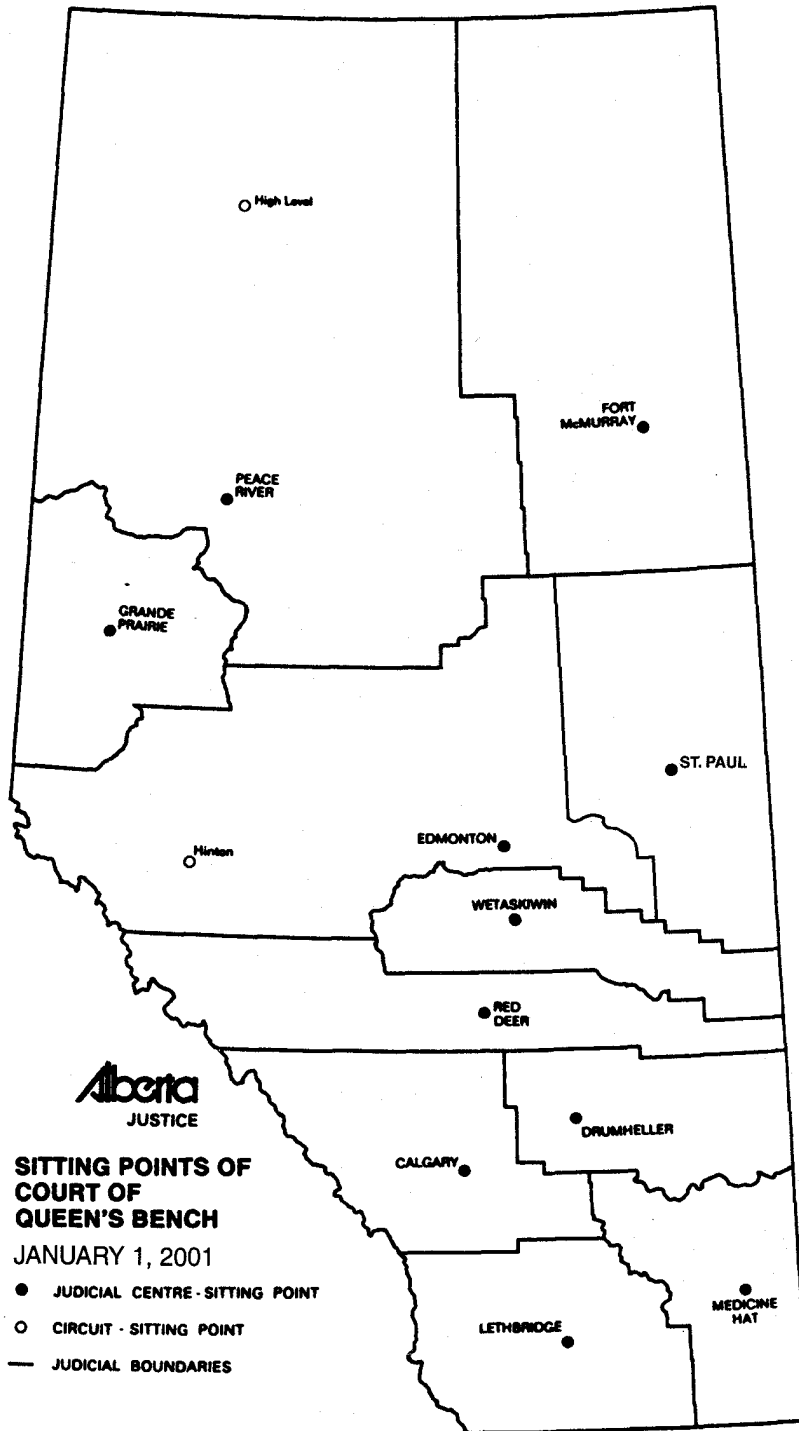 High Level
FORT
McMURRAY
PEACE
RIVER
GRANDE
PRAIRIE
ST. PAUL
EDMONTON
Hinton
WETASKIWIN
RED
DEER
Alberta
JUSTICE
DRUMHELLER
CALGARY
SITTING POINTS OF
COURT OF
QUEEN'S BENCH
JANUARY 1, 2001
JUDICIAL CENTRE - SITTING POINT
CIRCUIT - SITTING POINT
JUDICIAL BOUNDARIES
MEDICINE
HAT
LETHBRIDGE